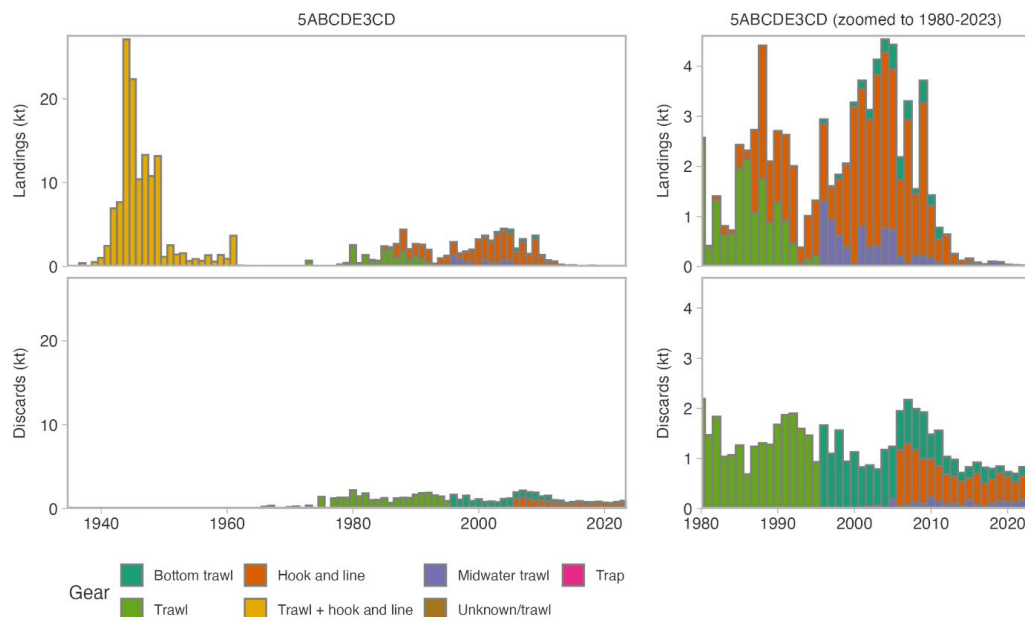 5ABCDE3CD
5ABCDE3CD (zoomed to 1980-2023)
Landings (kt)
20
10
0
Landings (kt)
4
3
2
1
0
Discards (kt)
20
10
0
Discards (kt)
4
3
2
1
0
1940
1960
1980
2000
2020
1980
1990
2000
2010
2020
Gear
Bottom trawl
Hook and line
Midwater trawl
Trap
Trawl
Trawl + hook and line
Unknown/trawl